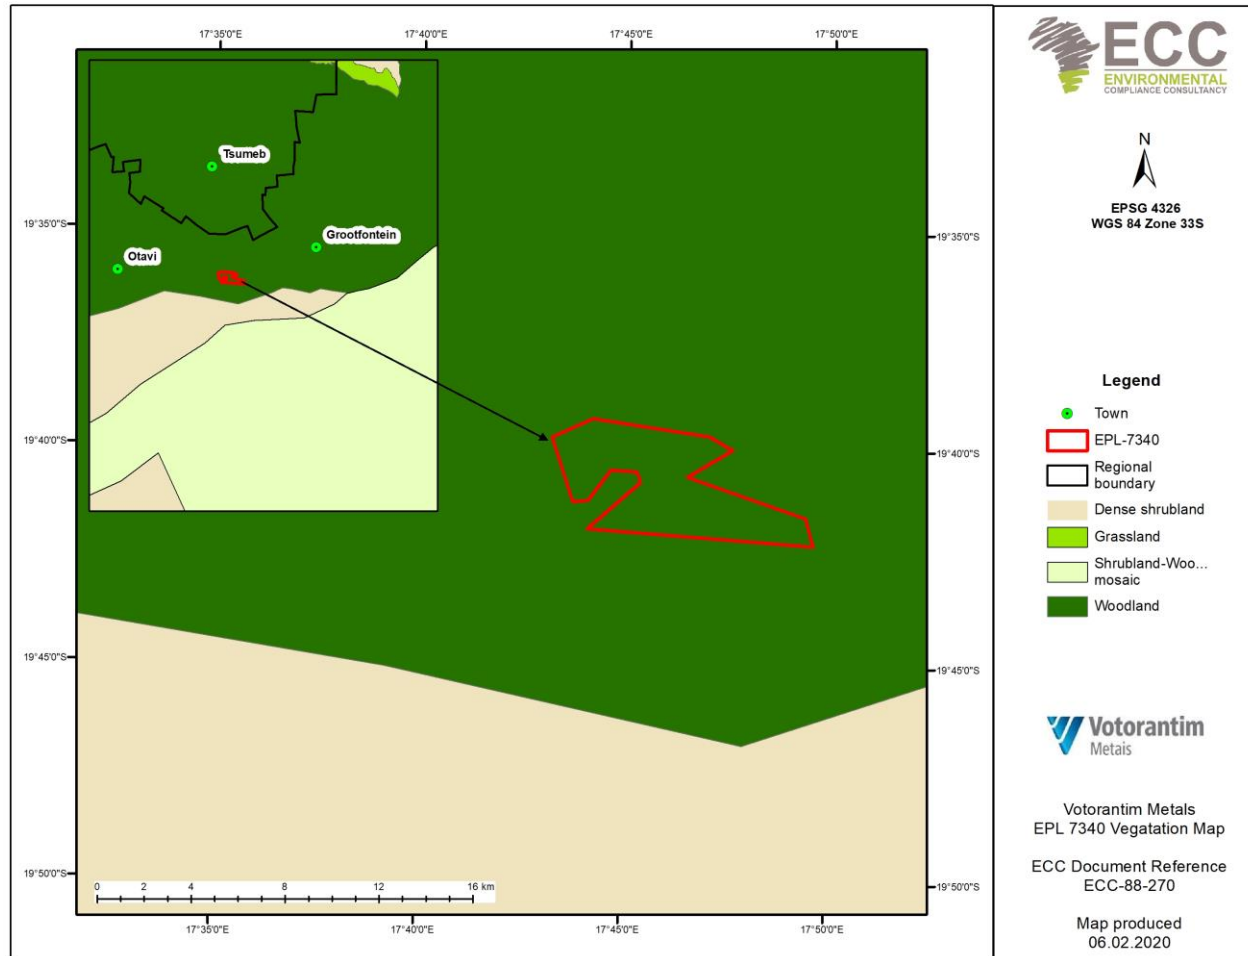 17°35'0"E
17°40'0"E
17°45'0"E
17°50'0"E
ECC
ENVIRONMENTAL
COMPLIANCE CONSULTANCY
N
EPSG 4326
WGS 84 Zone 33S
Tsumeb
Grootfontein
Otavi
19°35'0"S
19°35'0"S
19°40'0"S
19°40'0"S
19°45'0"S
19°45'0"S
19°50'0"S
19°50'0"S
Legend
Town
EPL-7340
Regional
boundary
Dense shrubland
Grassland
Shrubland-Woo...
mosaic
Woodland
Votorantim
Metais
Votorantim Metals
EPL 7340 Vegatation Map
ECC Document Reference
ECC-88-270
Map produced
06.02.2020
0 2 4 8 12 16 km
17°35'0"E
17°40'0"E
17°45'0"E
17°50'0"E